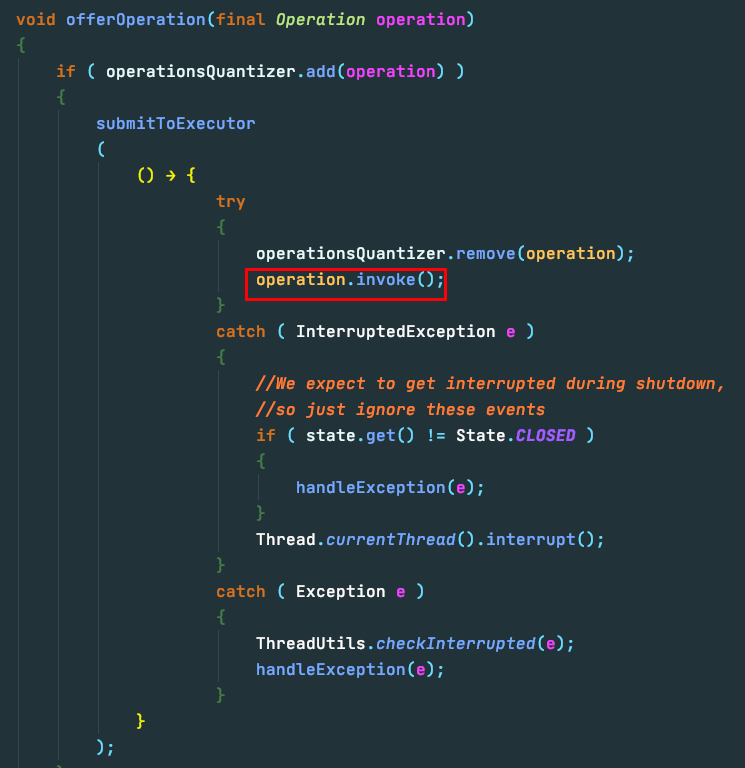 void offerOperation(final Operation operation)
{
if ( operationsQuantizer.add(operation) )
{
submitToExecutor
(
() → {
try
{
operationsQuantizer.remove(operation);
operation.invoke();
}
catch ( InterruptedException e )
{
//We expect to get interrupted during shutdown,
//so just ignore these events
if ( state.get() != State.CLOSED )
{
handleException(e);
}
Thread.currentThread().interrupt();
}
catch ( Exception e )
{
ThreadUtils.checkInterrupted(e);
handleException(e);
}
}
);